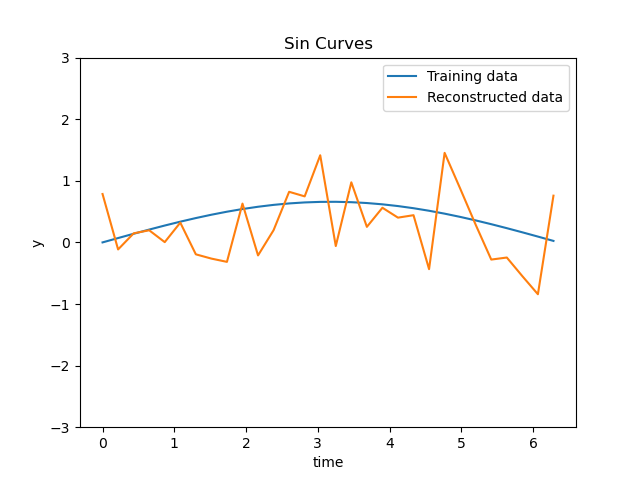 Sin Curves
Training data
Reconstructed data
3
2
1
0
−1
−2
−3
y
0 1 2 3 4 5 6
time